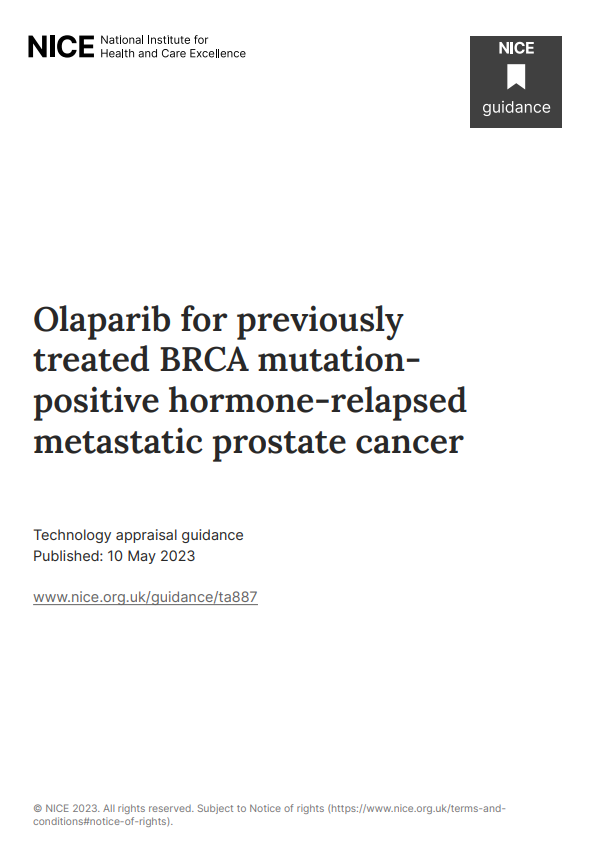 NICE National Institute for
Health and Care Excellence
NICE
guidance
Olaparib for previously
treated BRCA mutation-
positive hormone-relapsed
metastatic prostate cancer
Technology appraisal guidance
Published: 10 May 2023
www.nice.org.uk/guidance/ta887
© NICE 2023. All rights reserved. Subject to Notice of rights (https://www.nice.org.uk/terms-and-
conditions#notice-of-rights).